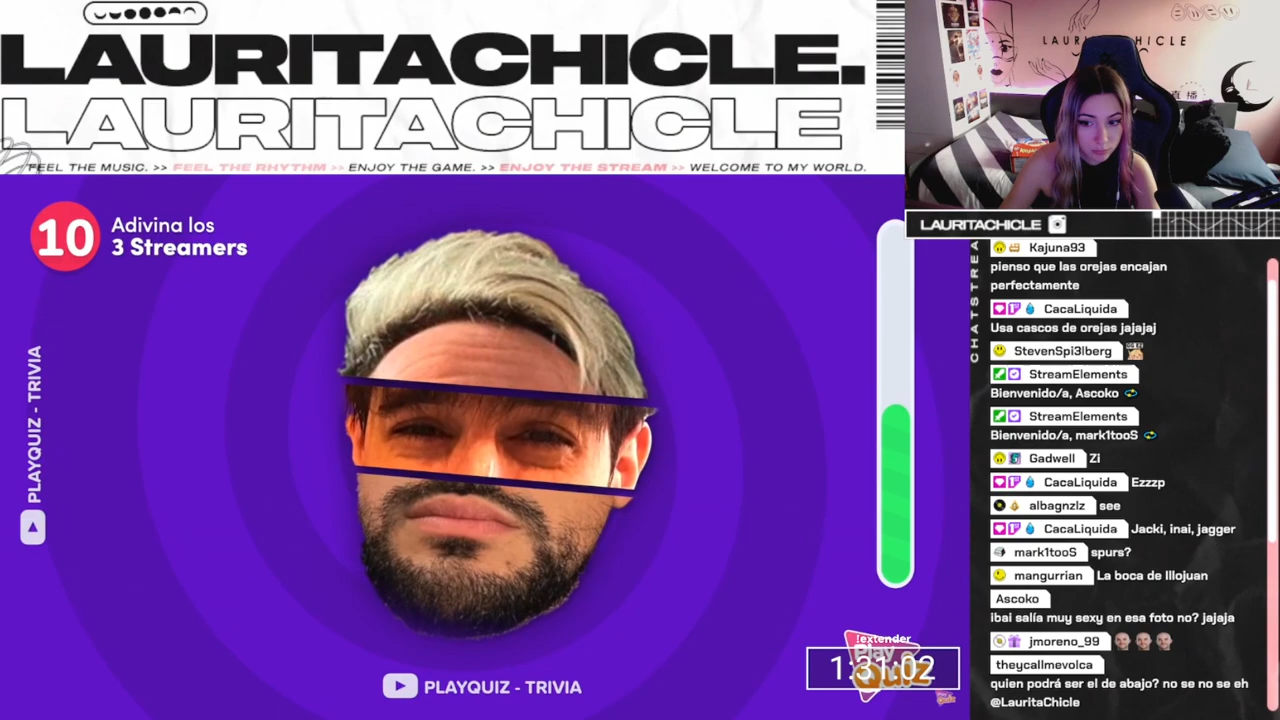 LAURITACHICLE.
LAURITACHICLE
FEEL THE MUSIC. >> FEEL THE RHYTHM >> ENJOY THE GAME. >> ENJOY THE STREAM >> WELCOME TO MY WORLD.
10
Adivina los
3 Streamers
PLAYQUIZ - TRIVIA
PLAYQUIZ - TRIVIA
!extender
Play
Quiz
1:31:02
LAURITACHICLE
LAURITACHICLE
CHATSTREA
Kajuna93
pienso que las orejas encajan
perfectamente
CacaLiquida
Usa cascos de orejas jajajaj
StevenSpi3lberg
StreamElements
Bienvenido/a, Ascoko
StreamElements
Bienvenido/a, mark1tooS
Gadwell Zi
CacaLiquida Ezzzp
albagnzlz see
CacaLiquida Jacki, inai, jagger
mark1tooS spurs?
mangurrian La boca de Illojuan
Ascoko
ibai salía muy sexy en esa foto no? jajaja
jmoreno_99
theycallmevolca
quien podrá ser el de abajo? no se no se eh
@LauritaChicle